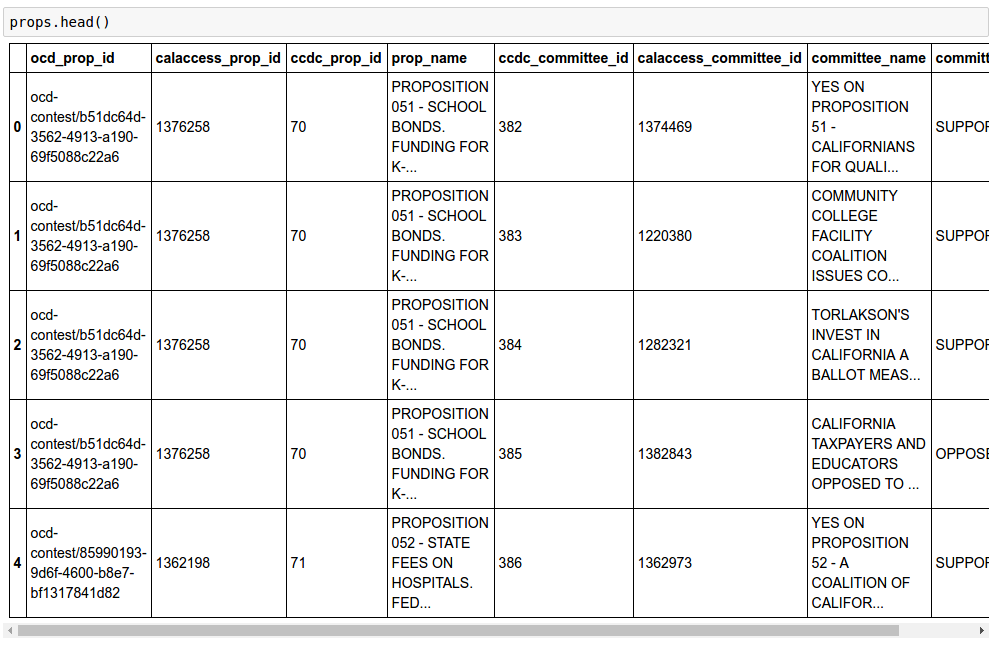 props.head()
ocd_prop_id calaccess_prop_id ccdc_prop_id prop_name ccdc_committee_id calaccess_committee_id committee_name committ
0 ocd-contest/b51dc64d-3562-4913-a190-69f5088c22a6 1376258 70 PROPOSITION 051 - SCHOOL BONDS. FUNDING FOR K-... 382 1374469 YES ON PROPOSITION 51 - CALIFORNIANS FOR QUALI... SUPPOR
1 ocd-contest/b51dc64d-3562-4913-a190-69f5088c22a6 1376258 70 PROPOSITION 051 - SCHOOL BONDS. FUNDING FOR K-... 383 1220380 COMMUNITY COLLEGE FACILITY COALITION ISSUES CO... SUPPOR
2 ocd-contest/b51dc64d-3562-4913-a190-69f5088c22a6 1376258 70 PROPOSITION 051 - SCHOOL BONDS. FUNDING FOR K-... 384 1282321 TORLAKSON'S INVEST IN CALIFORNIA A BALLOT MEAS... SUPPOR
3 ocd-contest/b51dc64d-3562-4913-a190-69f5088c22a6 1376258 70 PROPOSITION 051 - SCHOOL BONDS. FUNDING FOR K-... 385 1382843 CALIFORNIA TAXPAYERS AND EDUCATORS OPPOSED TO ... OPPOSE
4 ocd-contest/85990193-9d6f-4600-b8e7-bf1317841d82 1362198 71 PROPOSITION 052 - STATE FEES ON HOSPITALS. FED... 386 1362973 YES ON PROPOSITION 52 - A COALITION OF CALIFOR... SUPPOR